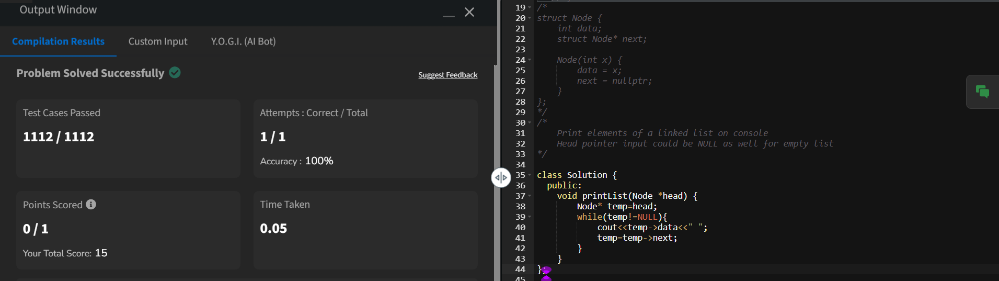 Output Window
Compilation Results
Custom Input
Y.O.G.I. (AI Bot)
Problem Solved Successfully
Suggest Feedback
Test Cases Passed
1112 / 1112
Attempts : Correct / Total
1 / 1
Accuracy : 100%
Points Scored
0 / 1
Your Total Score: 15
Time Taken
0.05
19 /*
20 struct Node {
21     int data;
22     struct Node* next;
23
24     Node(int x) {
25         data = x;
26         next = nullptr;
27     }
28 };
29 */
30 /*
31     Print elements of a linked list on console
32     Head pointer input could be NULL as well for empty list
33 */
34
35 class Solution {
36   public:
37     void printList(Node *head) {
38         Node* temp=head;
39         while(temp!=NULL){
40             cout<<temp->data<<" ";
41             temp=temp->next;
42         }
43     }
44 };
45